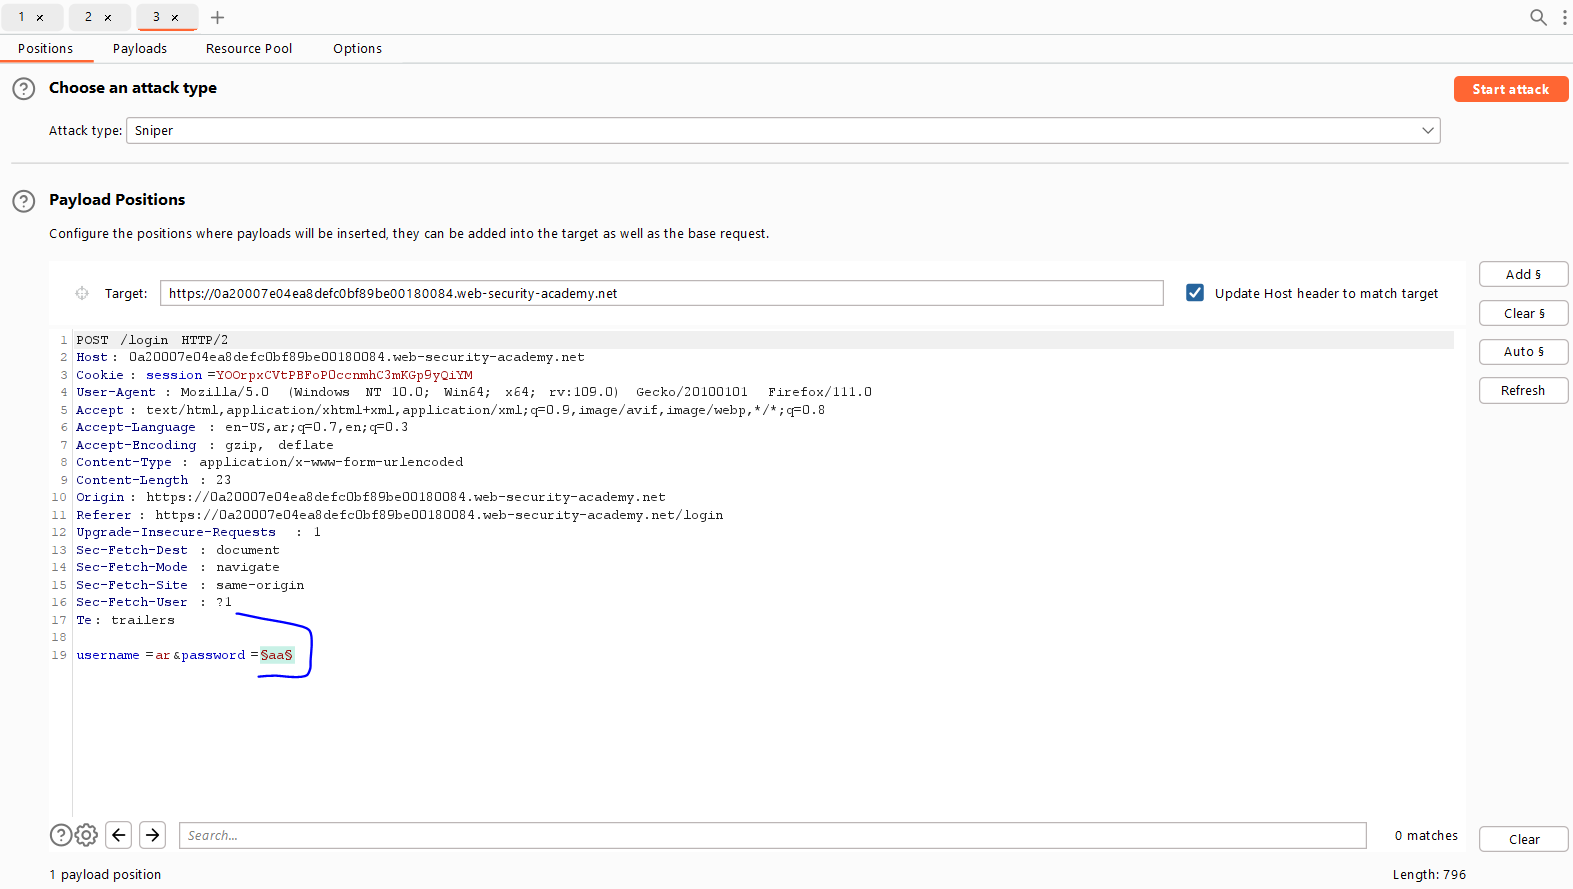 1 × 2 × 3 × +
Positions Payloads Resource Pool Options
? Choose an attack type Start attack
Attack type: Sniper
? Payload Positions
Configure the positions where payloads will be inserted, they can be added into the target as well as the base request.
Target: https://0a20007e04ea8defc0bf89be00180084.web-security-academy.net Update Host header to match target
Add §
Clear §
Auto §
Refresh
1 POST /login HTTP/2
2 Host: 0a20007e04ea8defc0bf89be00180084.web-security-academy.net
3 Cookie: session=YOOrpxCVtPBFoPOccnmhC3mKGp9yQiYM
4 User-Agent: Mozilla/5.0 (Windows NT 10.0; Win64; x64; rv:109.0) Gecko/20100101 Firefox/111.0
5 Accept: text/html,application/xhtml+xml,application/xml;q=0.9,image/avif,image/webp,*/*;q=0.8
6 Accept-Language: en-US,ar;q=0.7,en;q=0.3
7 Accept-Encoding: gzip, deflate
8 Content-Type: application/x-www-form-urlencoded
9 Content-Length: 23
10 Origin: https://0a20007e04ea8defc0bf89be00180084.web-security-academy.net
11 Referer: https://0a20007e04ea8defc0bf89be00180084.web-security-academy.net/login
12 Upgrade-Insecure-Requests: 1
13 Sec-Fetch-Dest: document
14 Sec-Fetch-Mode: navigate
15 Sec-Fetch-Site: same-origin
16 Sec-Fetch-User: ?1
17 Te: trailers
18
19 username=ar&password=§aa§
? Search... 0 matches Clear
1 payload position Length: 796